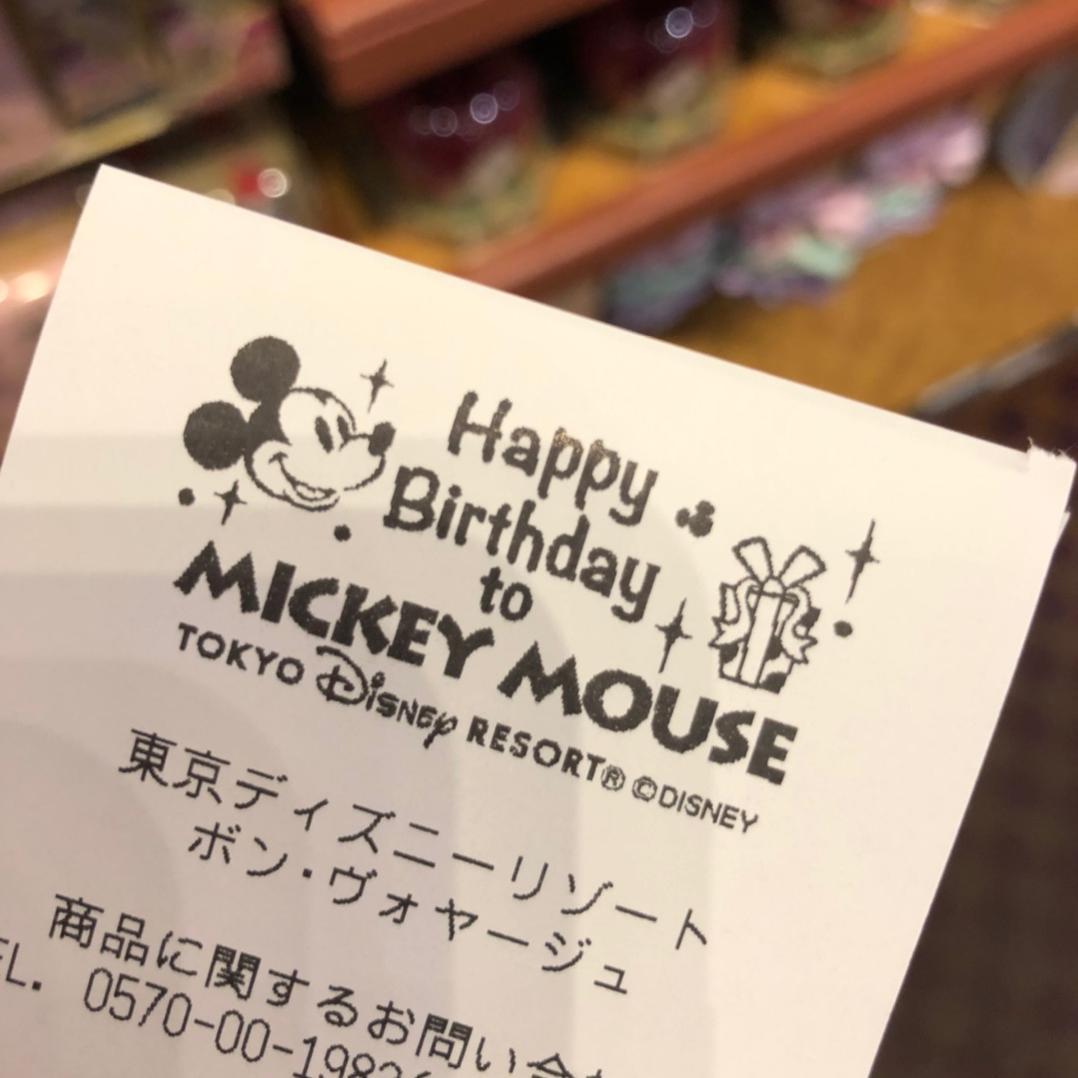 Happy
Birthday
to
MICKEY MOUSE
TOKYO Disney RESORT® ©DISNEY
東京ディズニーリゾート
ボン・ヴォヤージュ
商品に関するお問い合
EL. 0570-00-1982